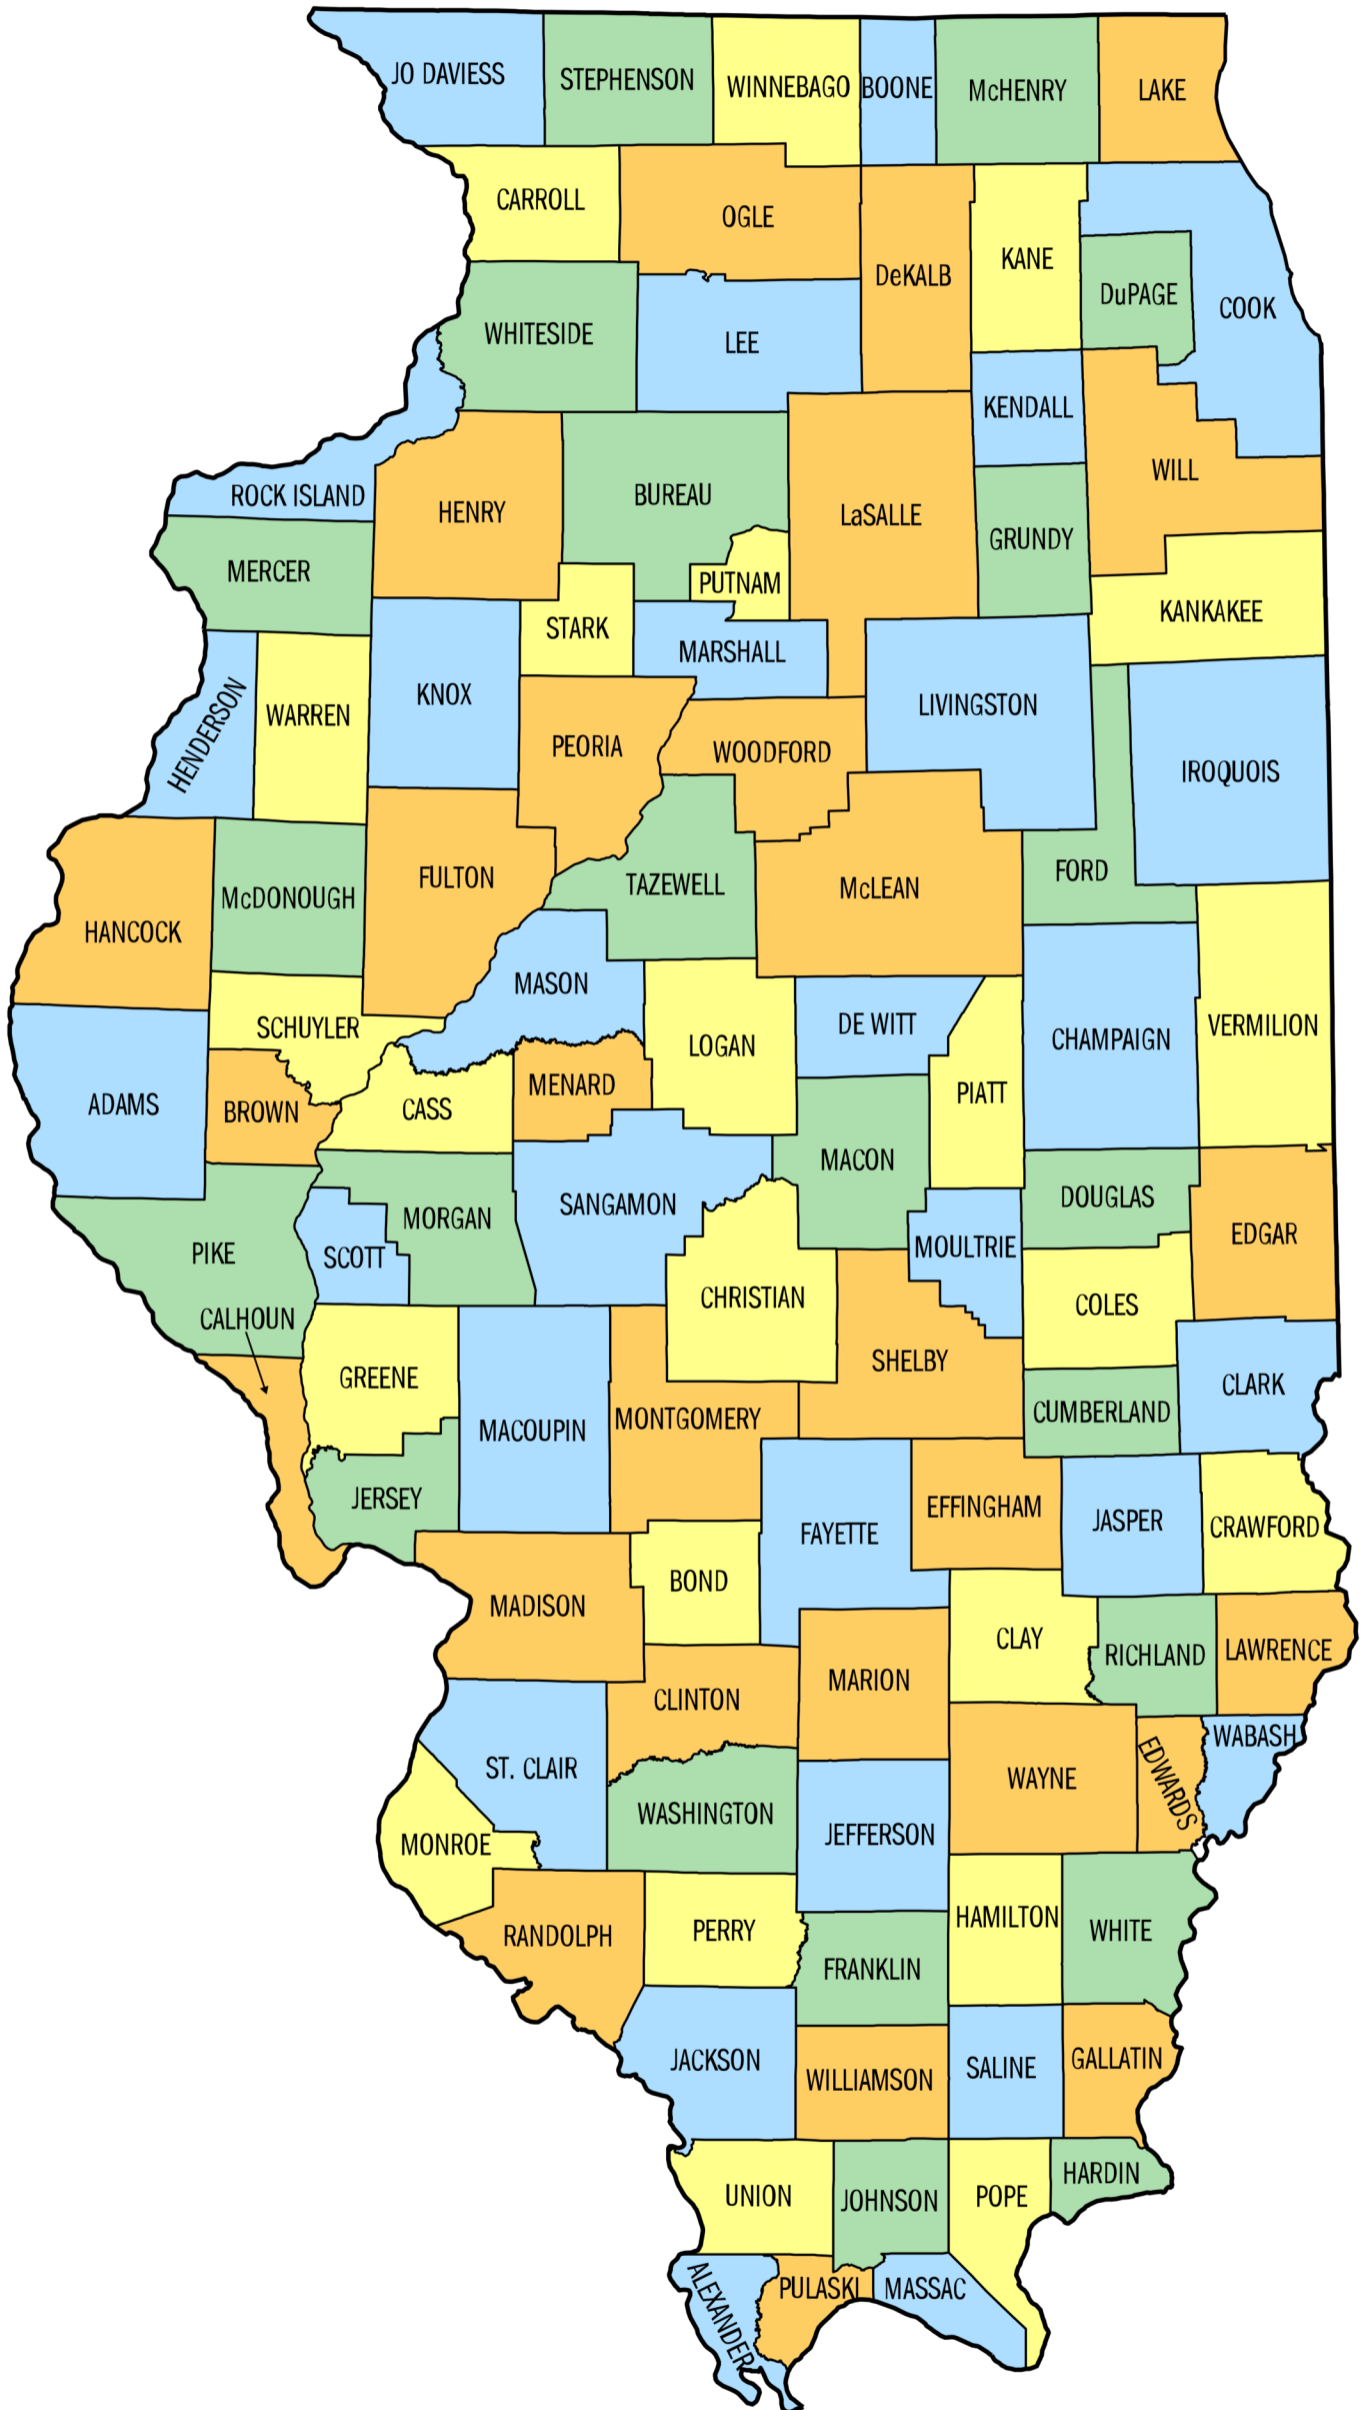 JO DAVIESS
STEPHENSON
WINNEBAGO
BOONE
McHENRY
LAKE
CARROLL
OGLE
DeKALB
KANE
DuPAGE
COOK
WHITESIDE
LEE
KENDALL
WILL
ROCK ISLAND
HENRY
BUREAU
LaSALLE
GRUNDY
MERCER
PUTNAM
KANKAKEE
STARK
MARSHALL
HENDERSON
WARREN
KNOX
LIVINGSTON
PEORIA
WOODFORD
IROQUOIS
FORD
HANCOCK
McDONOUGH
FULTON
TAZEWELL
McLEAN
MASON
SCHUYLER
LOGAN
DE WITT
CHAMPAIGN
VERMILION
ADAMS
BROWN
CASS
MENARD
PIATT
MACON
PIKE
SCOTT
MORGAN
SANGAMON
MOULTRIE
DOUGLAS
EDGAR
CALHOUN
CHRISTIAN
COLES
GREENE
MACOUPIN
MONTGOMERY
SHELBY
CUMBERLAND
CLARK
JERSEY
FAYETTE
EFFINGHAM
JASPER
CRAWFORD
MADISON
BOND
CLAY
RICHLAND
LAWRENCE
CLINTON
MARION
ST. CLAIR
WAYNE
EDWARDS
WABASH
MONROE
WASHINGTON
JEFFERSON
RANDOLPH
PERRY
FRANKLIN
HAMILTON
WHITE
JACKSON
WILLIAMSON
SALINE
GALLATIN
UNION
JOHNSON
POPE
HARDIN
ALEXANDER
PULASKI
MASSAC